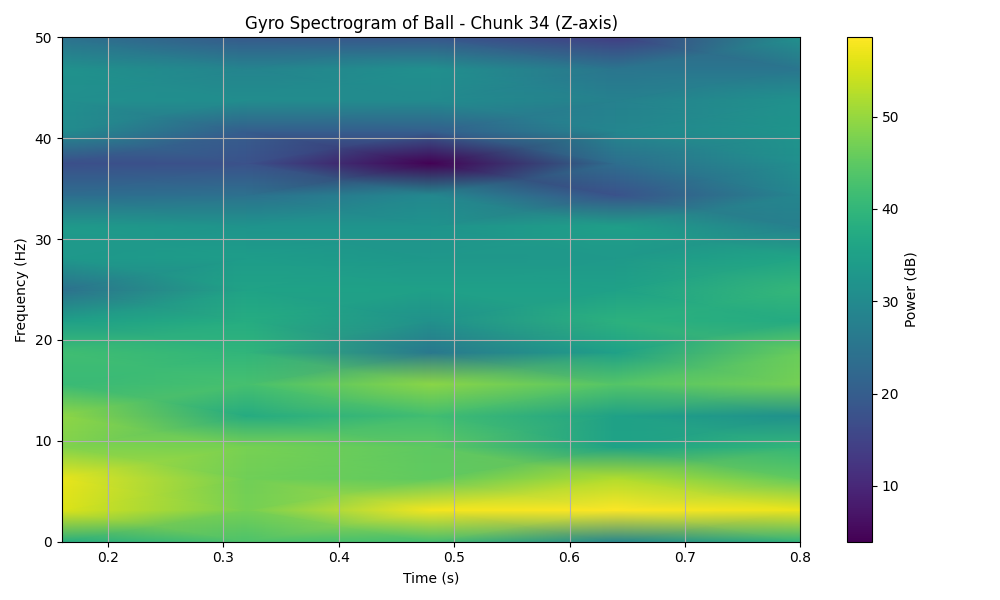 Gyro Spectrogram of Ball - Chunk 34 (Z-axis)
50
40
30
20
10
0
Frequency (Hz)
0.2 0.3 0.4 0.5 0.6 0.7 0.8
Time (s)
50
40
30
20
10
Power (dB)